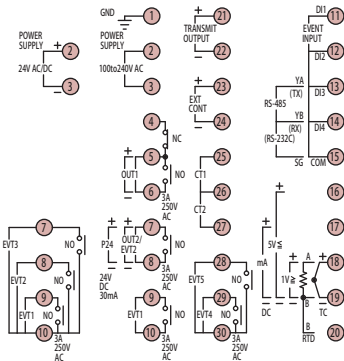 GND
1
POWER
SUPPLY
+
2
24V AC/DC
−
3
POWER
SUPPLY
2
100to240V AC
3
4
NC
5
+
−
OUT1
NO
6
3A
250V
AC
7
EVT3
NO
8
EVT2
NO
9
EVT1
NO
10
3A
250V
AC
+
7
P24
+
OUT2/
EVT2
NO
−
8
24V
DC
30mA
3A
250V
AC
9
EVT1
NO
10
3A
250V
AC
+
21
TRANSMIT
OUTPUT
−
22
+
23
EXT
CONT
−
24
25
CT1
26
CT2
27
28
EVT5
NO
29
EVT4
NO
30
3A
250V
AC
DI1
11
EVENT
INPUT
12
DI2
YA
13
(TX)
DI3
RS-485
YB
14
(RX)
DI4
(RS-232C)
SG
COM
15
+
16
+
17
mA
5V≦
+
A
+
18
1V≧
−
−
−
B
−
19
DC
TC
B
20
RTD